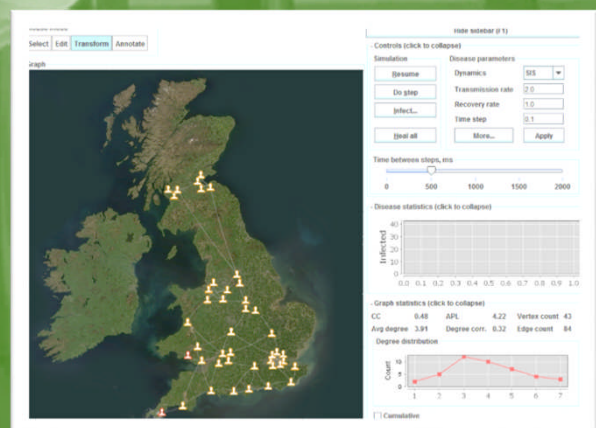 Hide sidebar (F1)
Select Edit Transform Annotate
Graph
Controls (click to collapse)
Simulation
Disease parameters
Resume
Dynamics SIS
Do step
Transmission rate 2.0
Infect...
Recovery rate 1.0
Time step 0.1
Heal all
More...
Apply
Time between steps, ms
0 500 1000 1500 2000
Disease statistics (click to collapse)
Infected
40
30
20
10
0
0.0 0.1 0.2 0.3 0.4 0.5 0.6 0.7 0.8 0.9 1.0
Graph statistics (click to collapse)
CC 0.48 APL 4.22 Vertex count 43
Avg degree 3.91 Degree corr. 0.32 Edge count 84
Degree distribution
Count
10
5
0
1 2 3 4 5 6 7
Cumulative